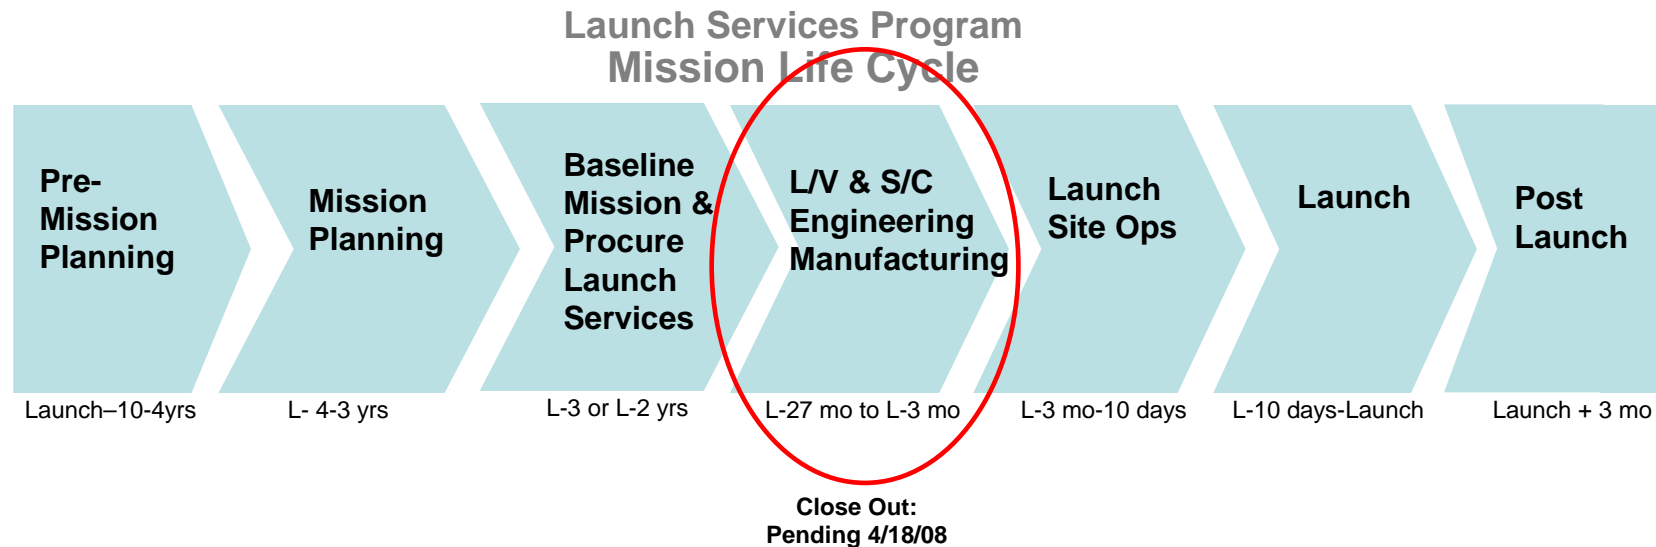 Launch Services Program
Mission Life Cycle
Pre-
Mission
Planning
Mission
Planning
Baseline
Mission &
Procure
Launch
Services
L/V & S/C
Engineering
Manufacturing
Launch
Site Ops
Launch
Post
Launch
Launch–10-4yrs
L- 4-3 yrs
L-3 or L-2 yrs
L-27 mo to L-3 mo
L-3 mo-10 days
L-10 days-Launch
Launch + 3 mo
Close Out:
Pending 4/18/08